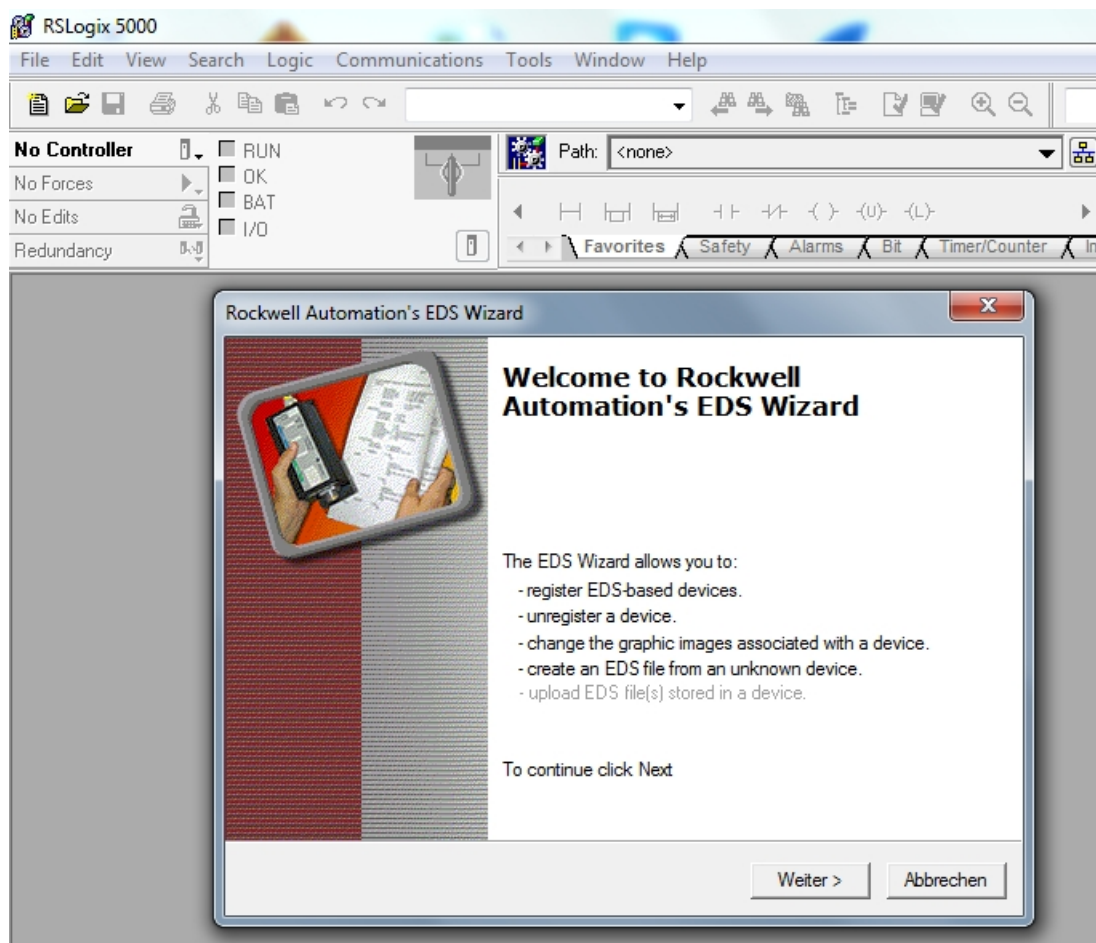 RSLogix 5000
File Edit View Search Logic Communications Tools Window Help
No Controller
RUN
Path: <none>
No Forces
OK
No Edits
BAT
I/O
-(U)- -(L)-
Redundancy
Favorites Safety Alarms Bit Timer/Counter
Rockwell Automation's EDS Wizard
Welcome to Rockwell
Automation's EDS Wizard
The EDS Wizard allows you to:
- register EDS-based devices.
- unregister a device.
- change the graphic images associated with a device.
- create an EDS file from an unknown device.
- upload EDS file(s) stored in a device.
To continue click Next
Weiter >
Abbrechen